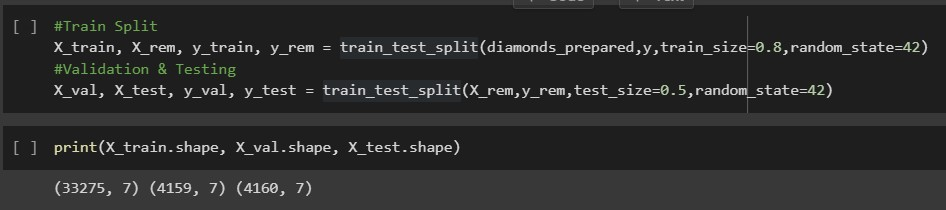 [ ] #Train Split
X_train, X_rem, y_train, y_rem = train_test_split(diamonds_prepared,y,train_size=0.8,random_state=42)
#Validation & Testing
X_val, X_test, y_val, y_test = train_test_split(X_rem,y_rem,test_size=0.5,random_state=42)
[ ] print(X_train.shape, X_val.shape, X_test.shape)
(33275, 7) (4159, 7) (4160, 7)